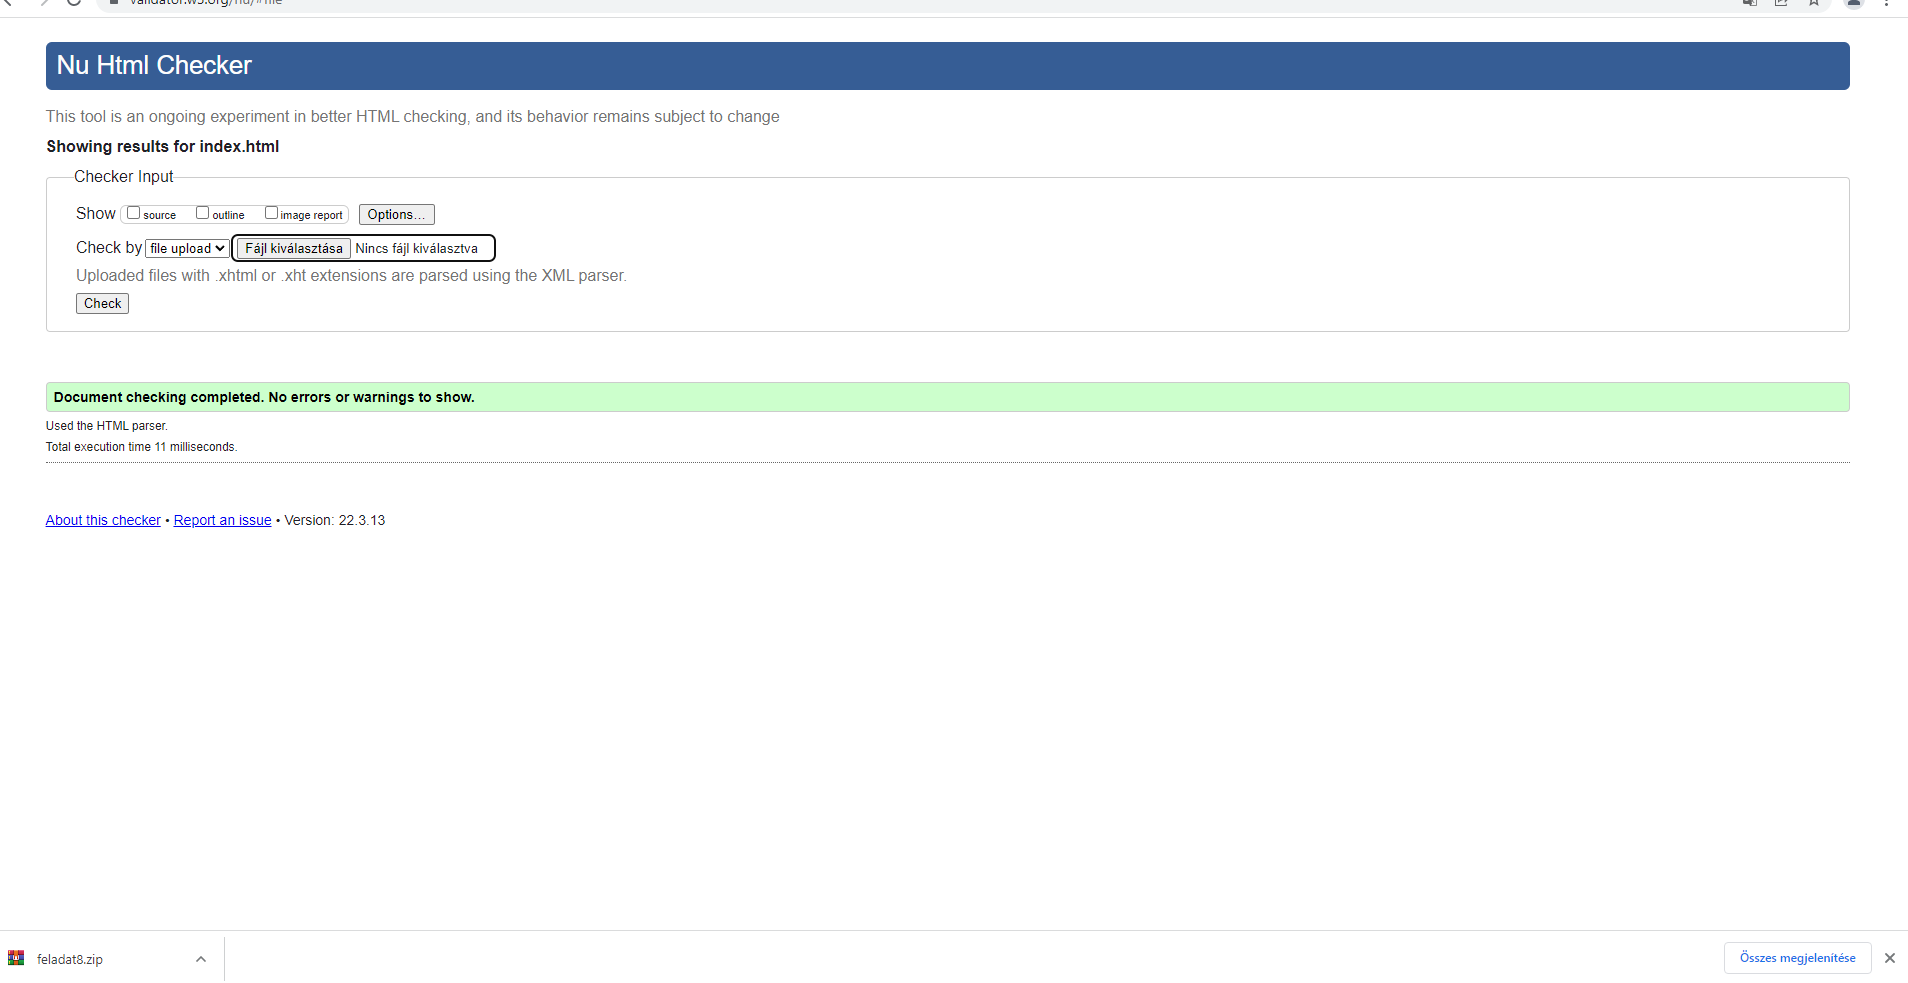 validator.w3.org/nu/#file
Nu Html Checker
This tool is an ongoing experiment in better HTML checking, and its behavior remains subject to change
Showing results for index.html
Checker Input
Show source outline image report Options...
Check by file upload Fájl kiválasztása Nincs fájl kiválasztva
Uploaded files with .xhtml or .xht extensions are parsed using the XML parser.
Check
Document checking completed. No errors or warnings to show.
Used the HTML parser.
Total execution time 11 milliseconds.
About this checker • Report an issue • Version: 22.3.13
feladat8.zip
Összes megjelenítése